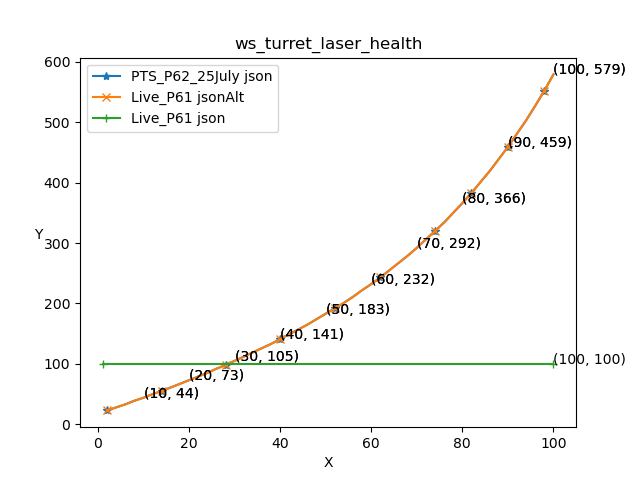 ws_turret_laser_health
PTS_P62_25July json
Live_P61 jsonAlt
Live_P61 json
Y
600
500
400
300
200
100
0
(100, 579)
(90, 459)
(80, 366)
(70, 292)
(60, 232)
(50, 183)
(40, 141)
(30, 105)
(100, 100)
(20, 73)
(10, 44)
0 20 40 60 80 100
X